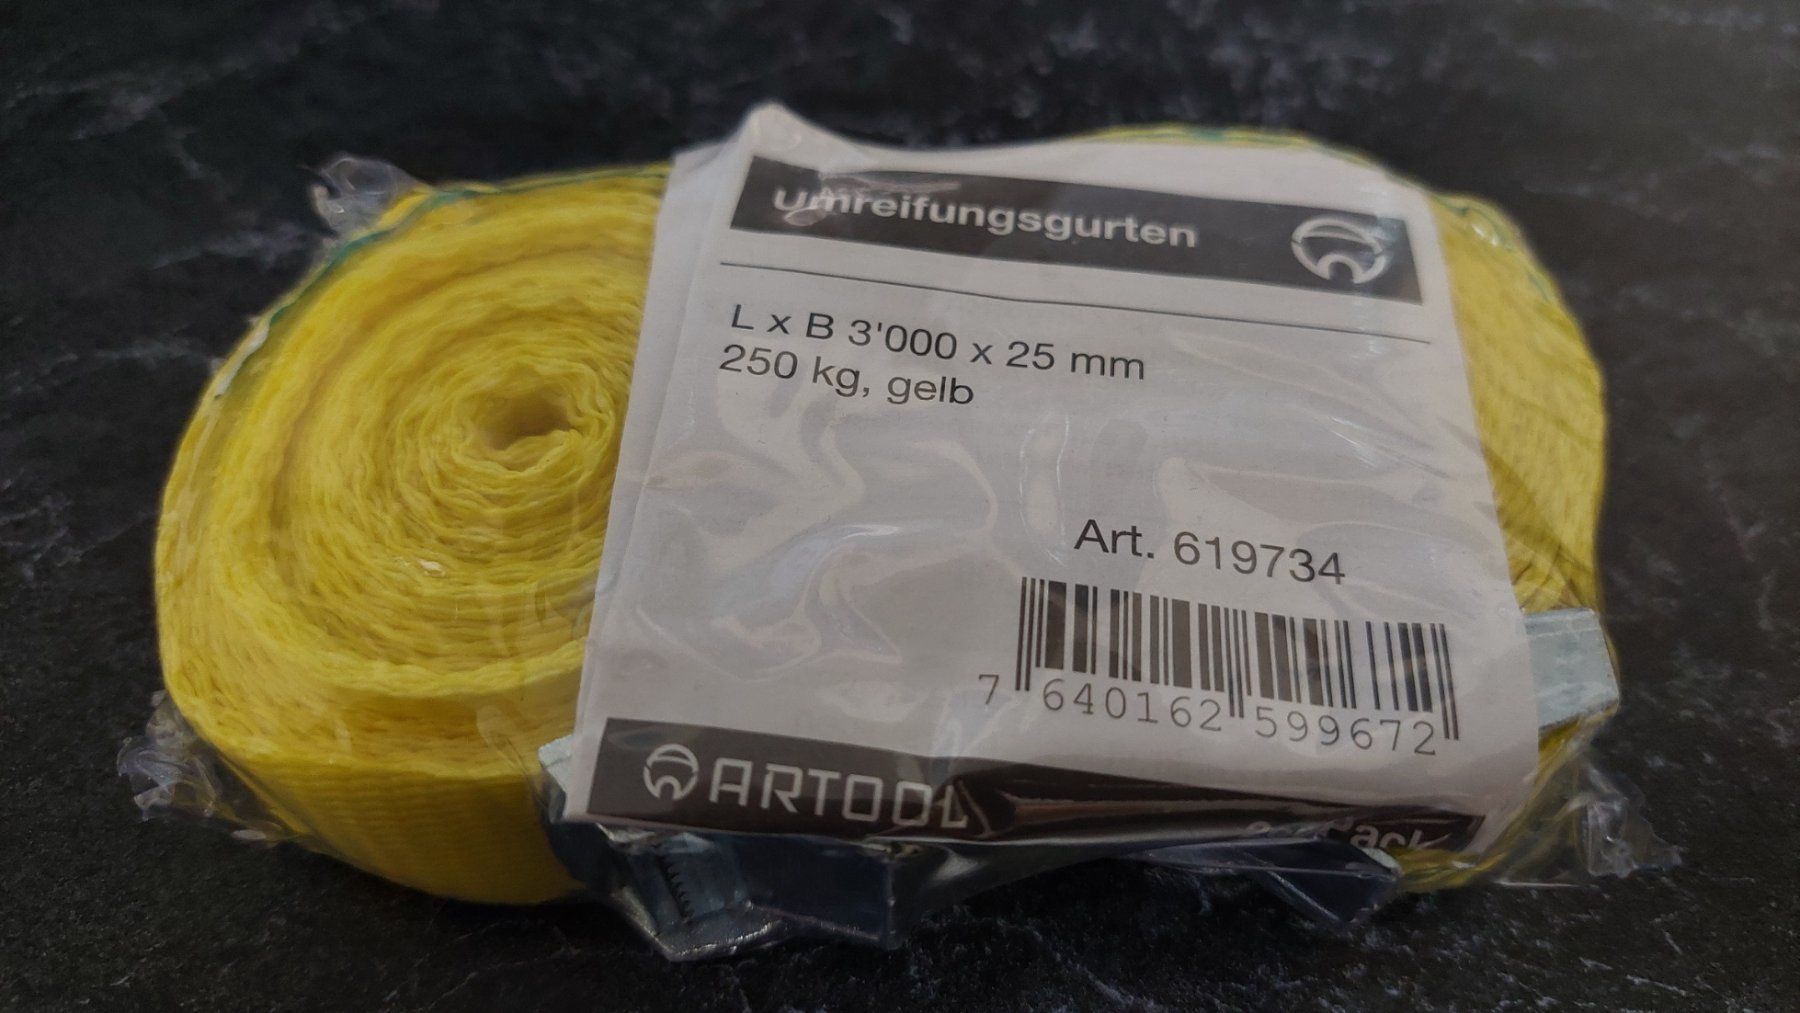 Umreifungsgurten
L x B 3'000 x 25 mm
250 kg, gelb
Art. 619734
7 640162 599672
ARTOOL